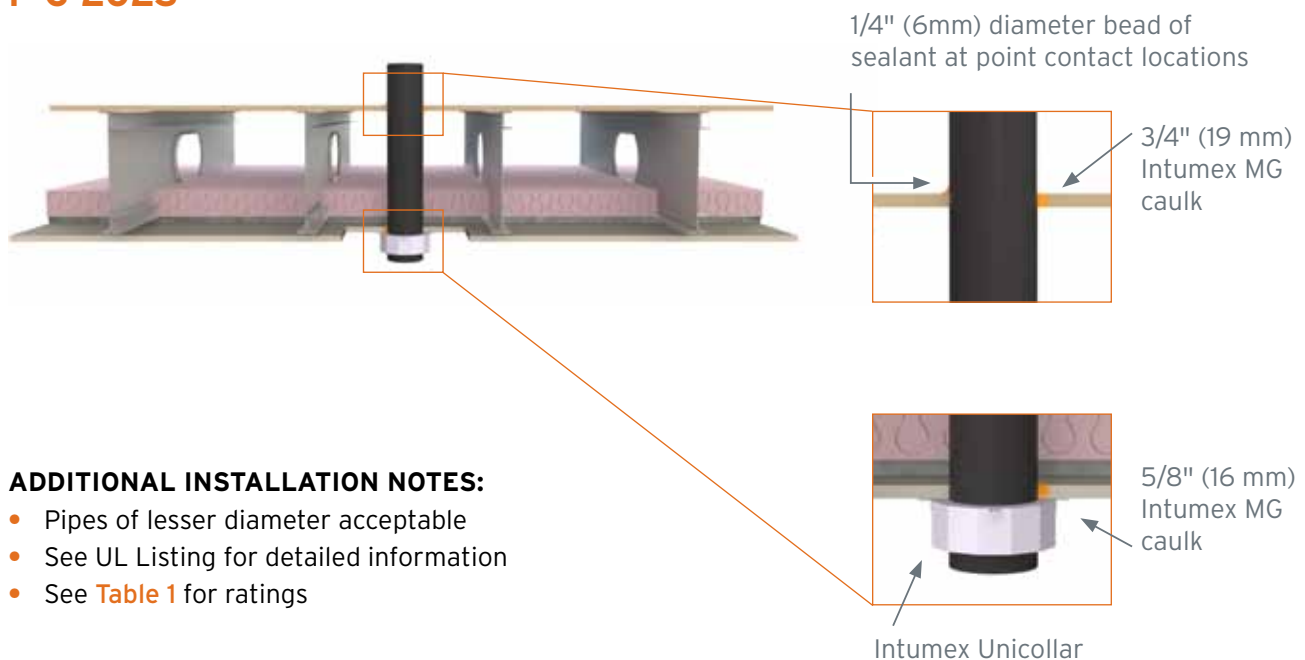 1/4" (6mm) diameter bead of
sealant at point contact locations
3/4" (19 mm)
Intumex MG
caulk
ADDITIONAL INSTALLATION NOTES:
• Pipes of lesser diameter acceptable
• See UL Listing for detailed information
• See Table 1 for ratings
5/8" (16 mm)
Intumex MG
caulk
Intumex Unicollar